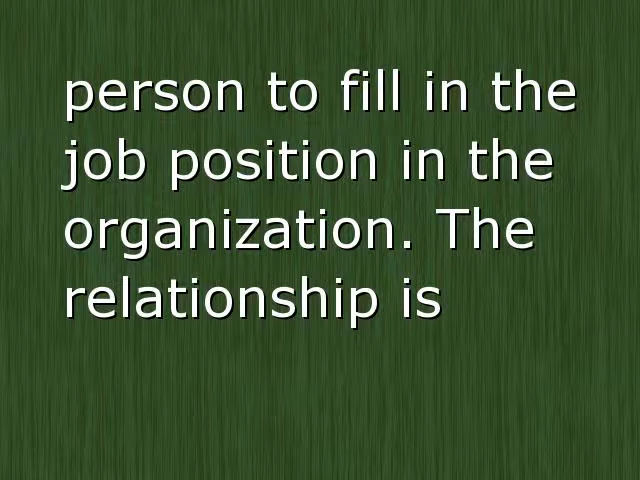 person to fill in the
job position in the
organization. The
relationship is